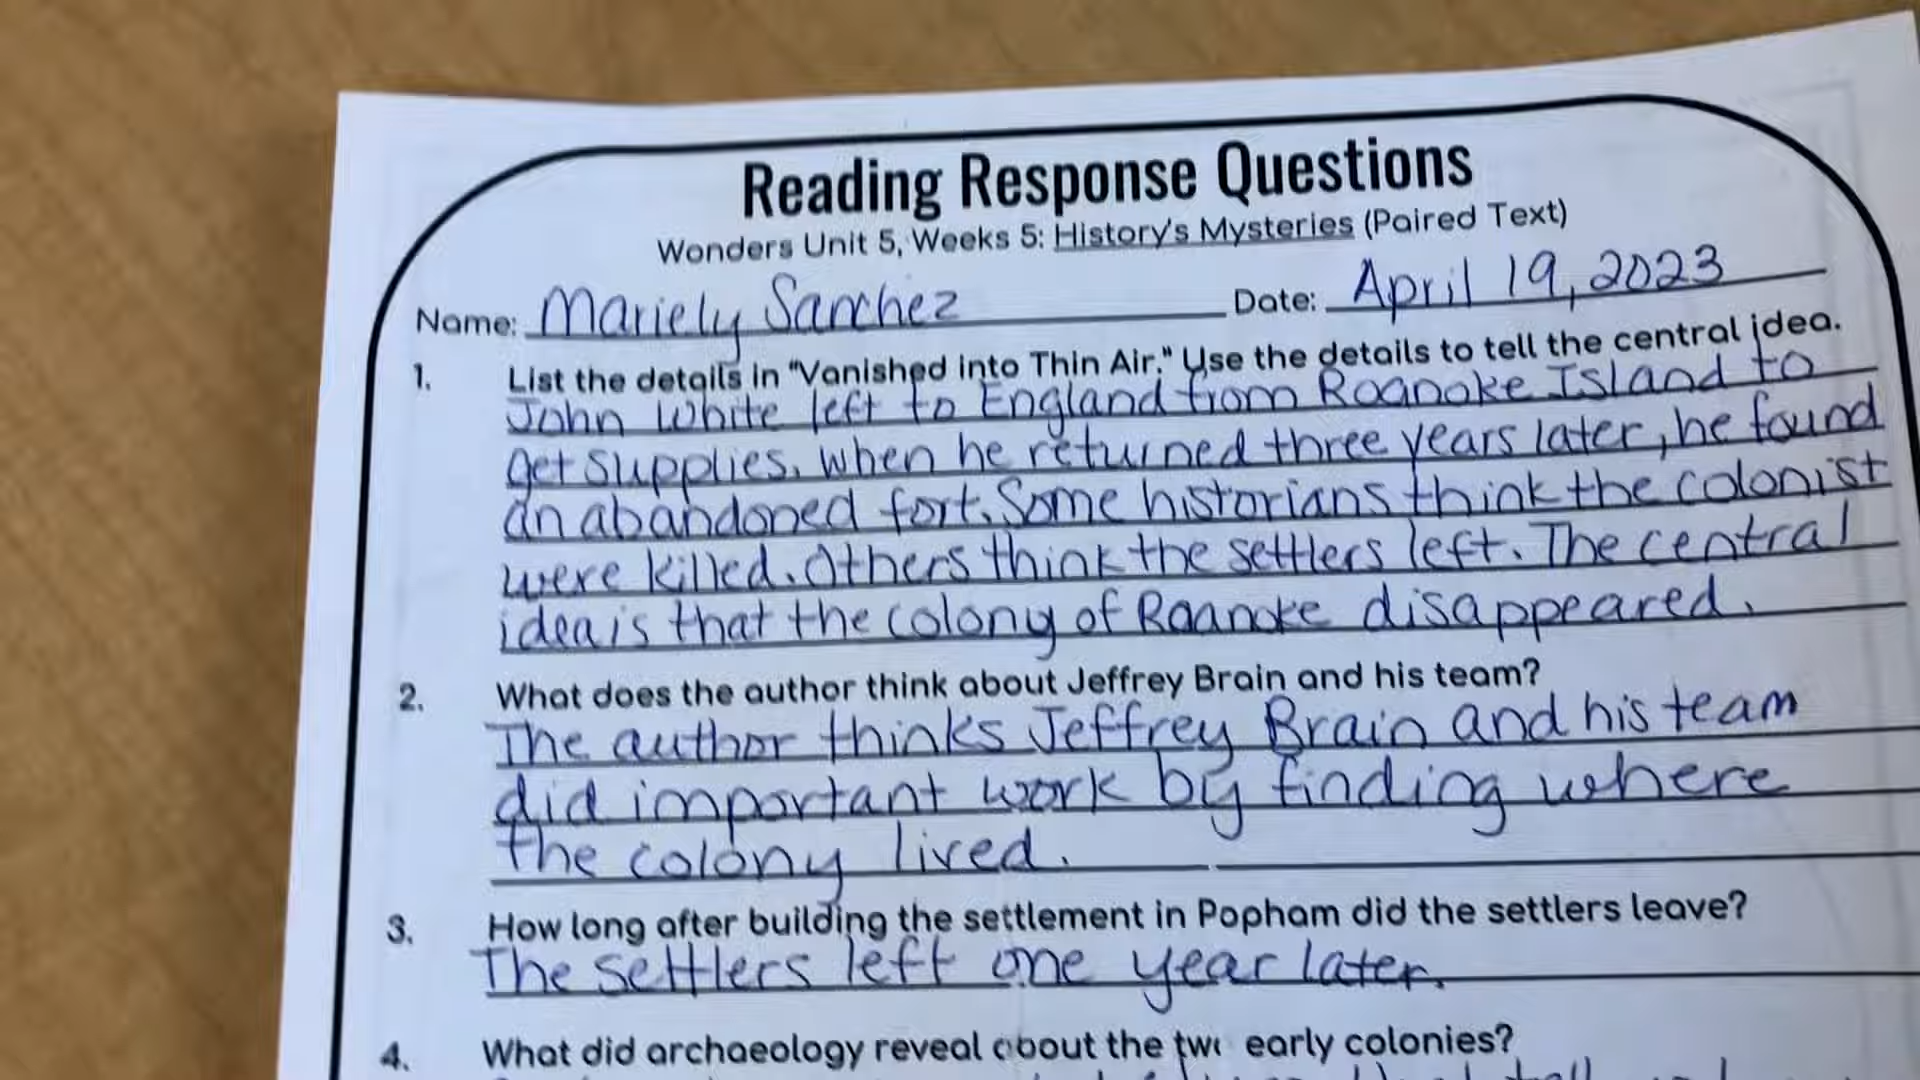 Reading Response Questions
Wonders Unit 5, Weeks 5: History's Mysteries (Paired Text)
Name: Mariely Sanchez Date: April 19, 2023
1. List the details in "Vanished into Thin Air." Use the details to tell the central idea.
John White left to England from Roanoke Island to
get supplies. when he returned three years later, he found
an abandoned fort. Some historians think the colonist
were killed. Others think the settlers left. The central
idea is that the colony of Roanoke disappeared.
2. What does the author think about Jeffrey Brain and his team?
The author thinks Jeffrey Brain and his team
did important work by finding where
the colony lived.
3. How long after building the settlement in Popham did the settlers leave?
The settlers left one year later.
4. What did archaeology reveal about the two early colonies?